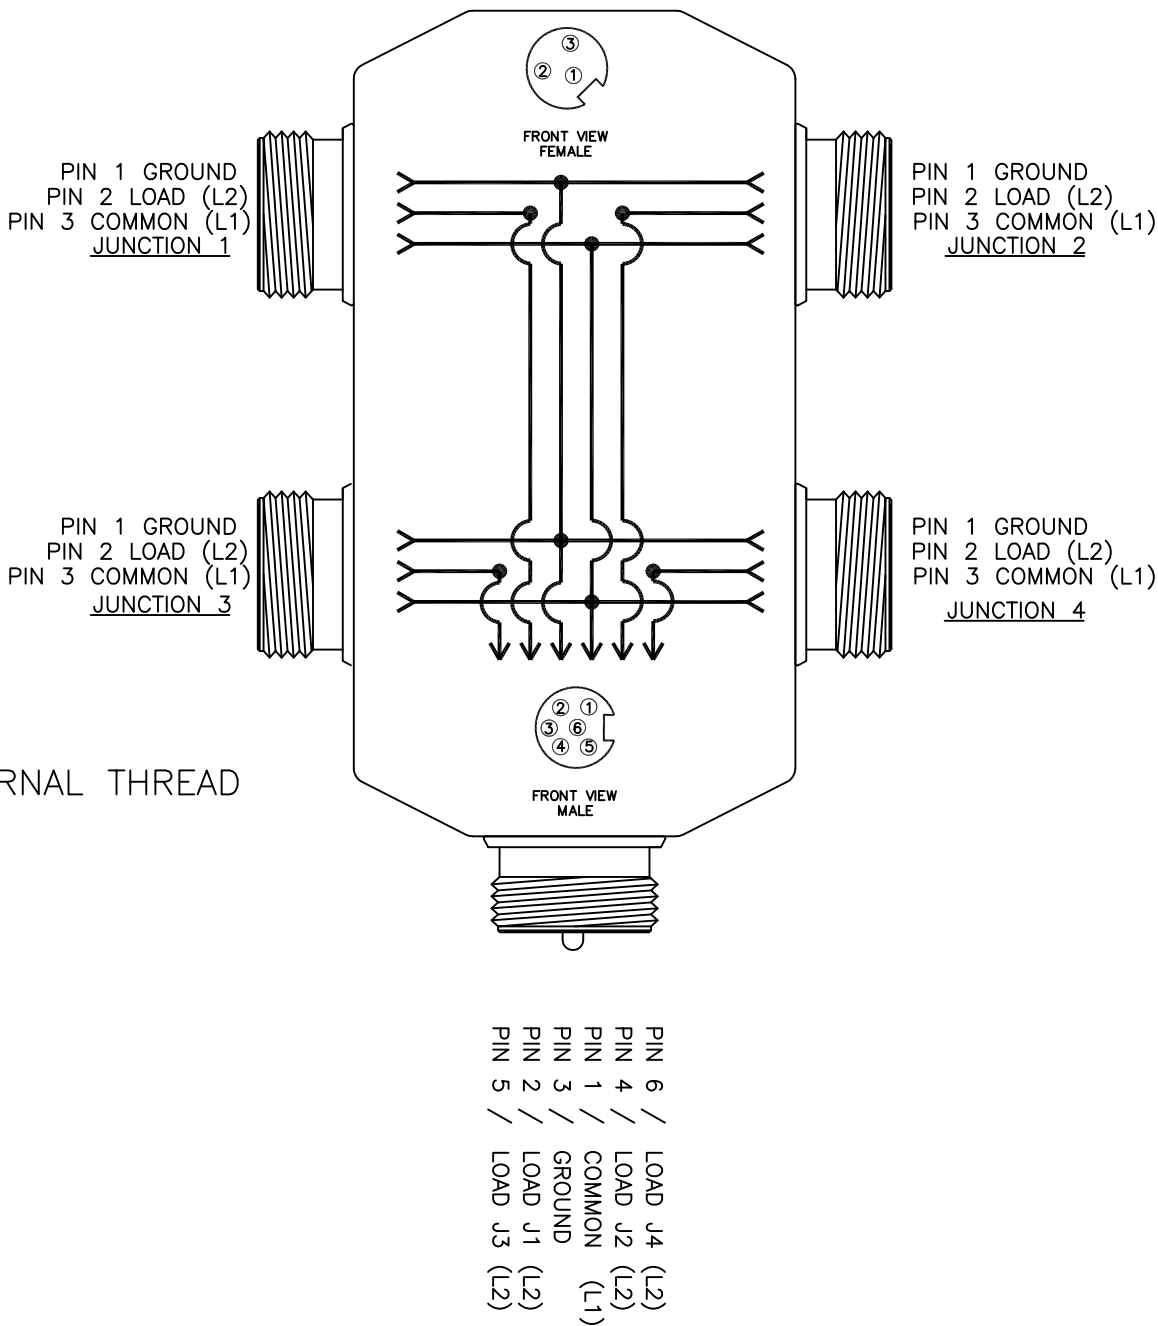 3
2 1
FRONT VIEW
FEMALE
PIN 1 GROUND
PIN 2 LOAD (L2)
PIN 3 COMMON (L1)
JUNCTION 1
PIN 1 GROUND
PIN 2 LOAD (L2)
PIN 3 COMMON (L1)
JUNCTION 2
PIN 1 GROUND
PIN 2 LOAD (L2)
PIN 3 COMMON (L1)
JUNCTION 3
PIN 1 GROUND
PIN 2 LOAD (L2)
PIN 3 COMMON (L1)
JUNCTION 4
2 1
3 6
4 5
FRONT VIEW
MALE
RNAL THREAD
PIN 6 / LOAD J4 (L2)
PIN 4 / LOAD J2 (L2)
PIN 1 / COMMON (L1)
PIN 3 / GROUND
PIN 2 / LOAD J1 (L2)
PIN 5 / LOAD J3 (L2)